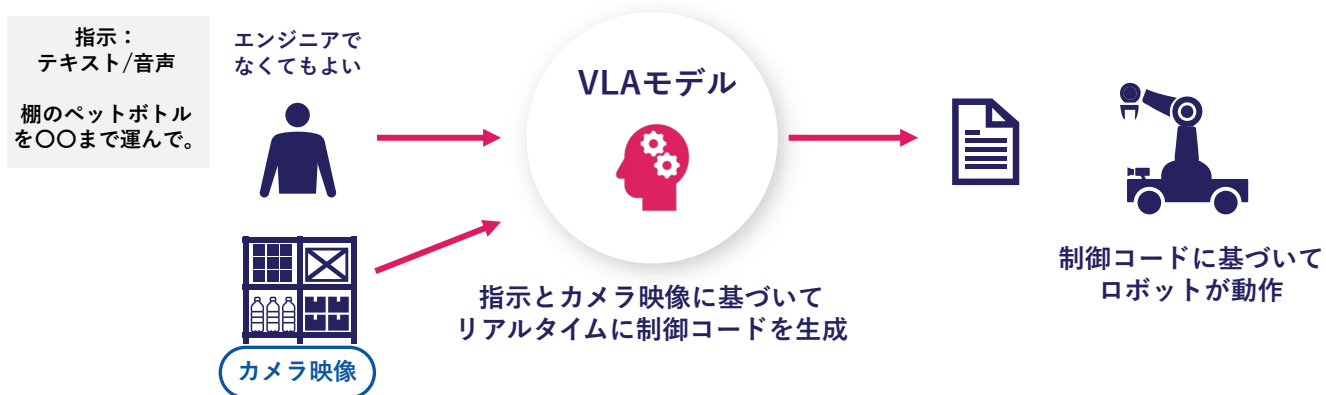 指示：
テキスト/音声
棚のペットボトル
を〇〇まで運んで。
エンジニアで
なくてもよい
カメラ映像
VLAモデル
指示とカメラ映像に基づいて
リアルタイムに制御コードを生成
制御コードに基づいて
ロボットが動作